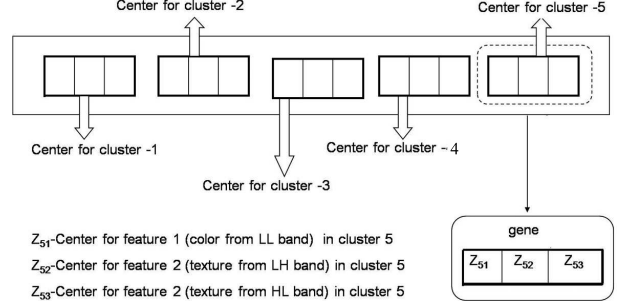 Center for cluster -2
Center for cluster -5
Center for cluster -1
Center for cluster -4
Center for cluster -3
gene
Z51 Z52 Z53
Z51-Center for feature 1 (color from LL band) in cluster 5
Z52-Center for feature 2 (texture from LH band) in cluster 5
Z53-Center for feature 2 (texture from HL band) in cluster 5